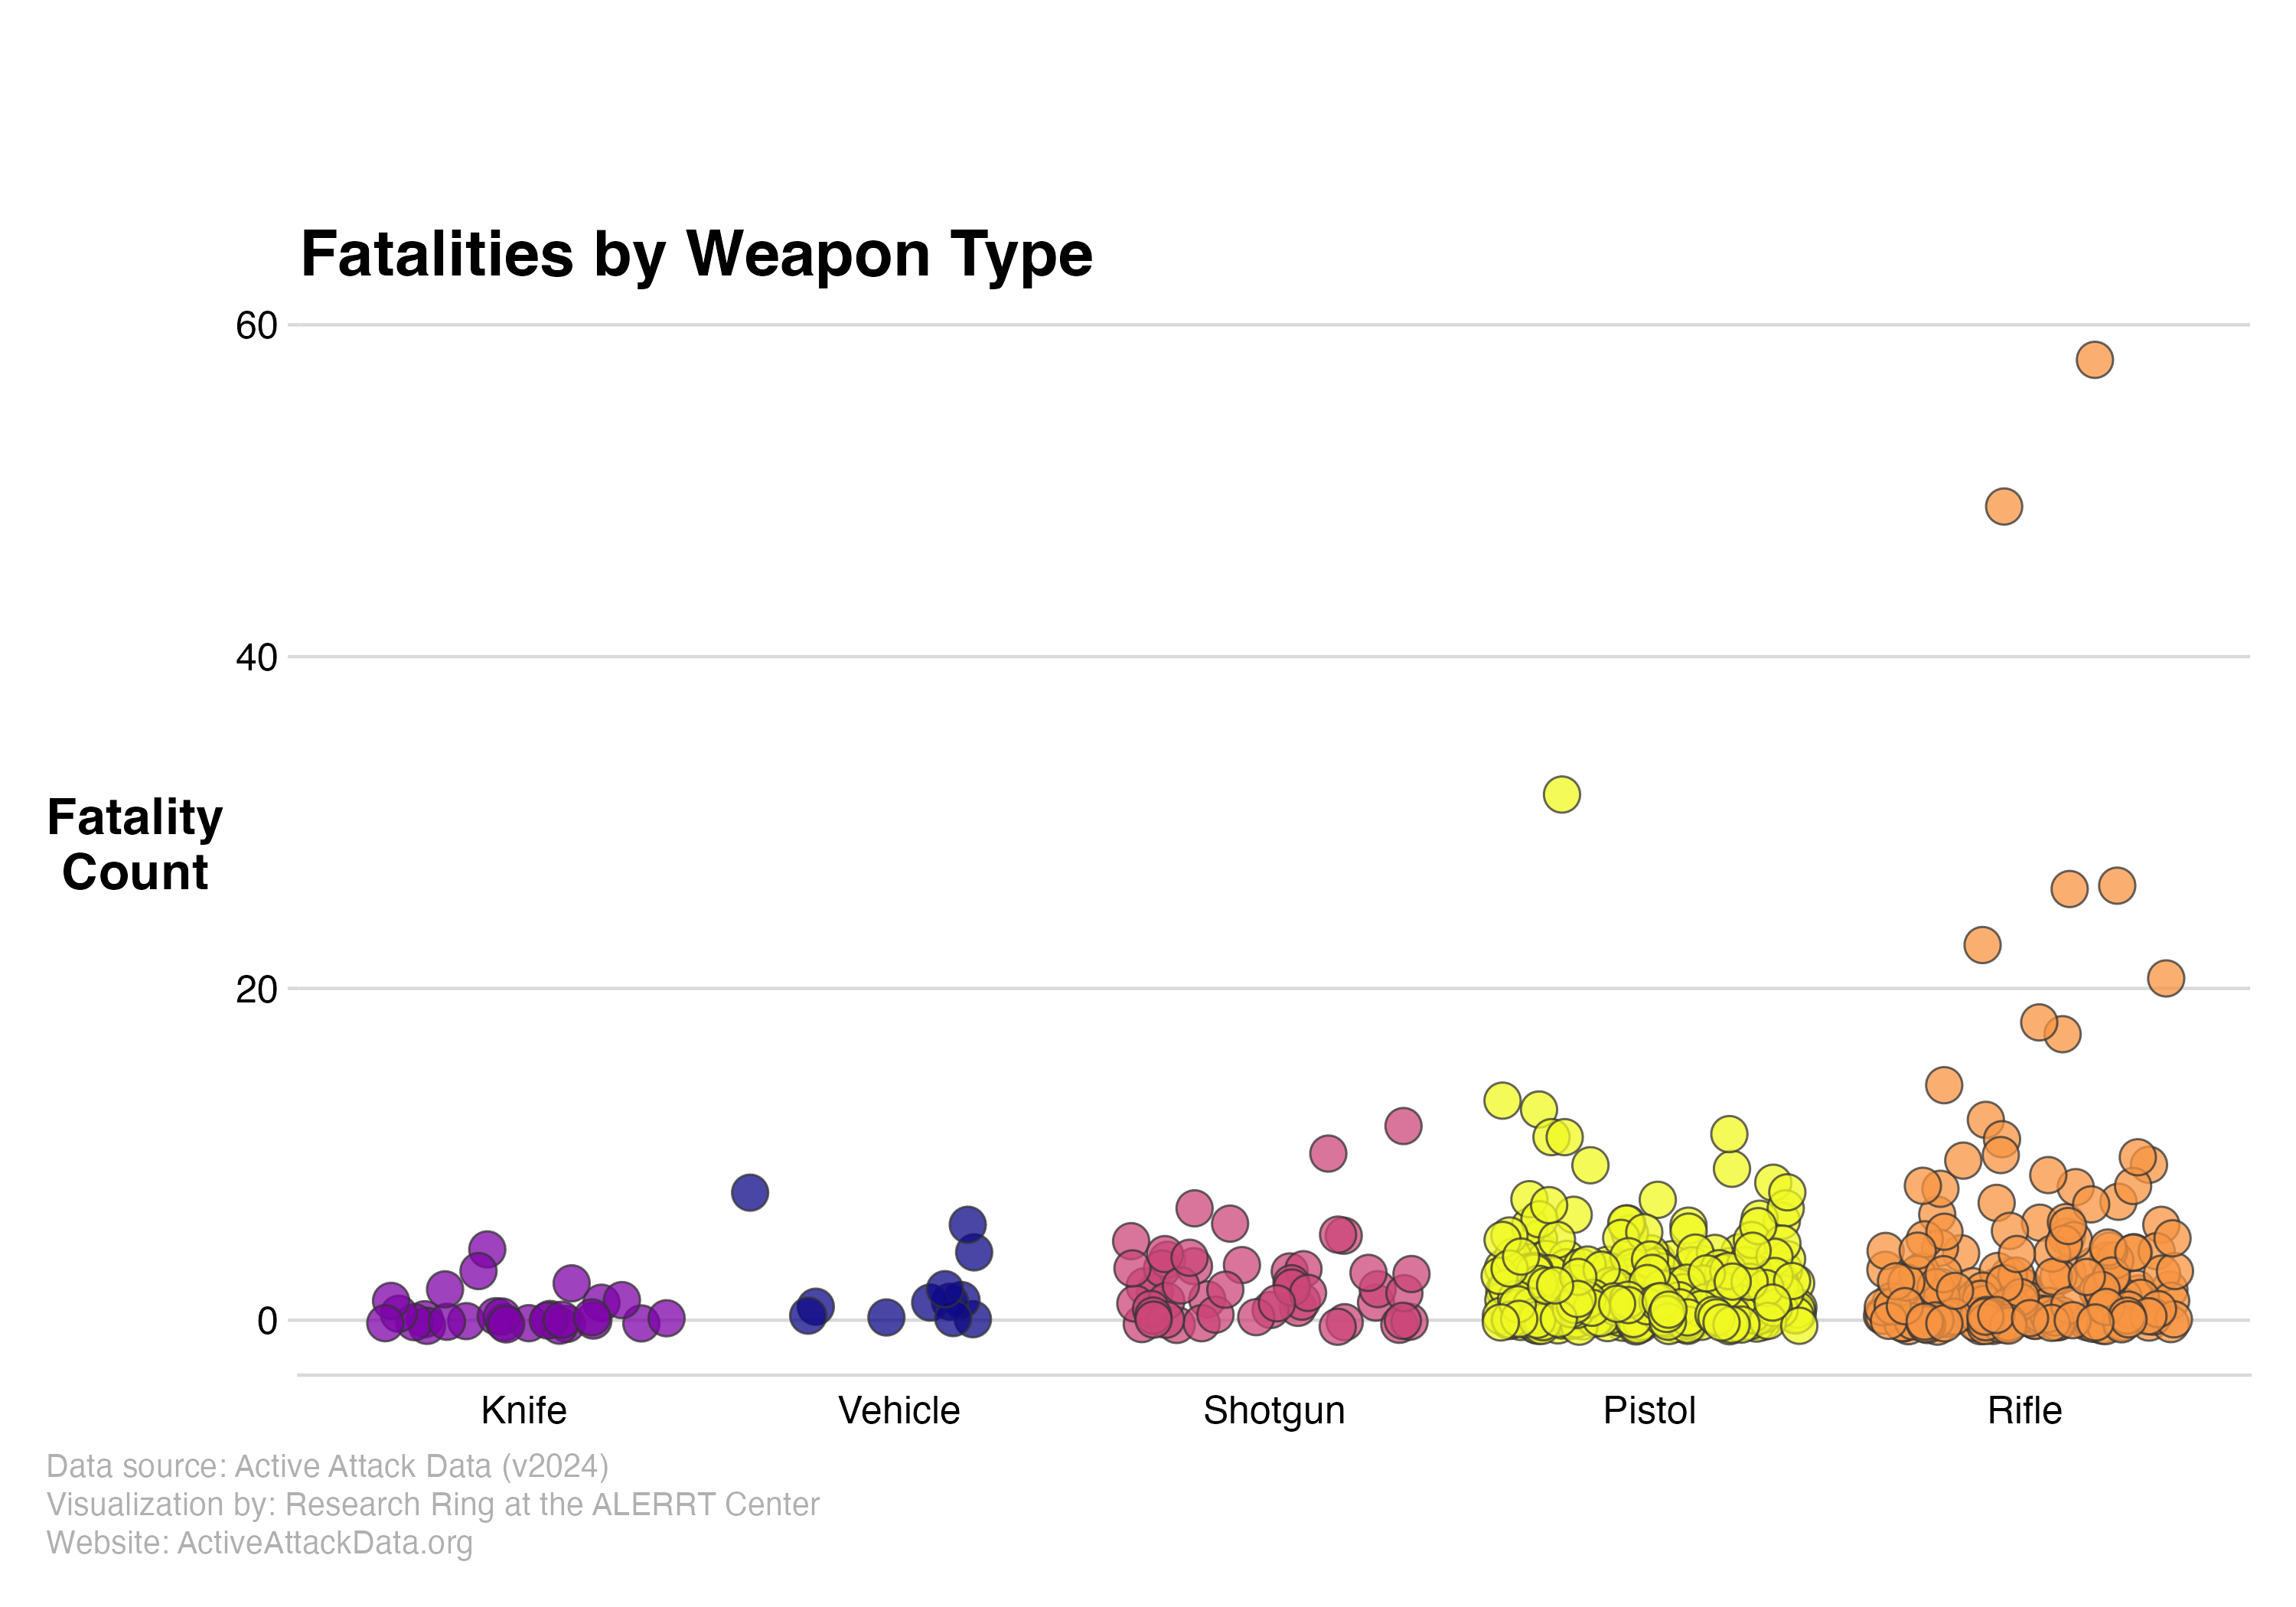 Fatalities by Weapon Type
60
40
20
0
Fatality
Count
Knife Vehicle Shotgun Pistol Rifle
Data source: Active Attack Data (v2024)
Visualization by: Research Ring at the ALERRT Center
Website: ActiveAttackData.org